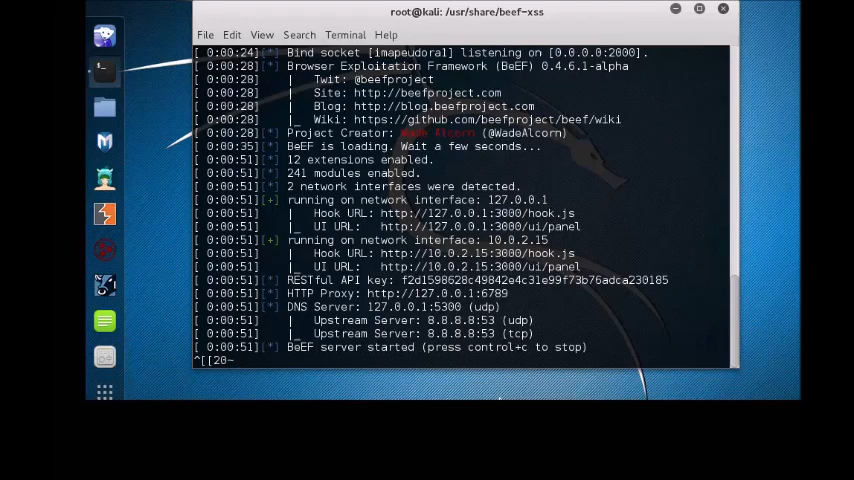 root@kali: /usr/share/beef-xss
File Edit View Search Terminal Help
[ 0:00:24][*] Bind socket [imapeudora1] listening on [0.0.0.0:2000].
[ 0:00:28][*] Browser Exploitation Framework (BeEF) 0.4.6.1-alpha
[ 0:00:28]    |   Twit: @beefproject
[ 0:00:28]    |   Site: http://beefproject.com
[ 0:00:28]    |   Blog: http://blog.beefproject.com
[ 0:00:28]    |_  Wiki: https://github.com/beefproject/beef/wiki
[ 0:00:28][*] Project Creator: Wade Alcorn (@WadeAlcorn)
[ 0:00:35][*] BeEF is loading. Wait a few seconds...
[ 0:00:51][*] 12 extensions enabled.
[ 0:00:51][*] 241 modules enabled.
[ 0:00:51][*] 2 network interfaces were detected.
[ 0:00:51][+] running on network interface: 127.0.0.1
[ 0:00:51]    |   Hook URL: http://127.0.0.1:3000/hook.js
[ 0:00:51]    |_  UI URL:   http://127.0.0.1:3000/ui/panel
[ 0:00:51][+] running on network interface: 10.0.2.15
[ 0:00:51]    |   Hook URL: http://10.0.2.15:3000/hook.js
[ 0:00:51]    |_  UI URL:   http://10.0.2.15:3000/ui/panel
[ 0:00:51][*] RESTful API key: f2d1598628c49842e4c31e99f73b76adca230185
[ 0:00:51][*] HTTP Proxy: http://127.0.0.1:6789
[ 0:00:51][*] DNS Server: 127.0.0.1:5300 (udp)
[ 0:00:51]    |   Upstream Server: 8.8.8.8:53 (udp)
[ 0:00:51]    |_  Upstream Server: 8.8.8.8:53 (tcp)
[ 0:00:51][*] BeEF server started (press control+c to stop)
^[[20~